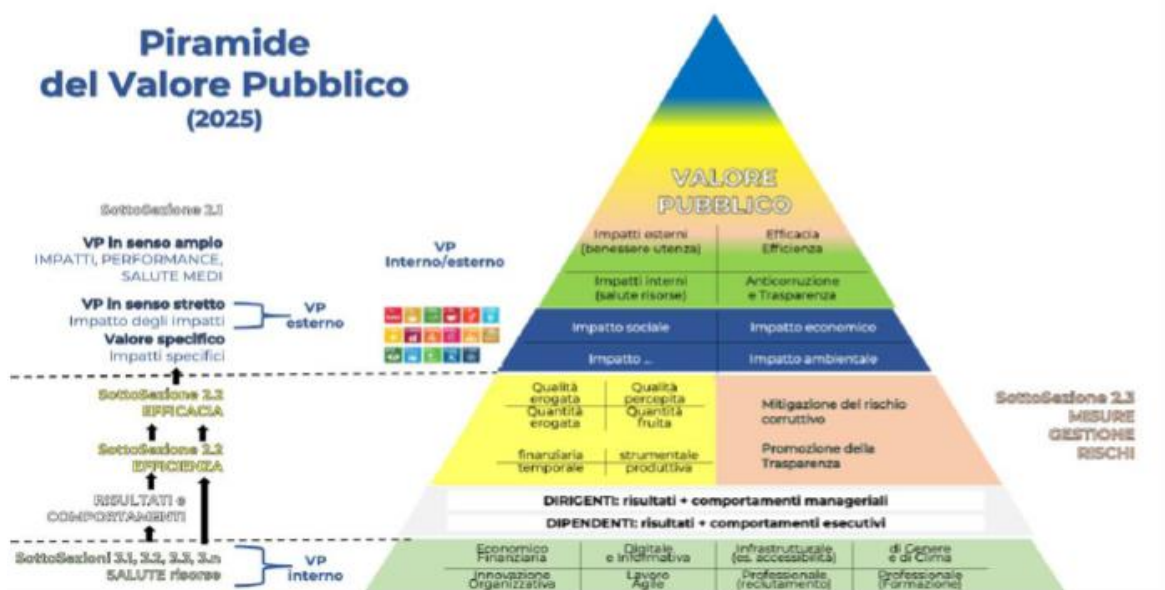 Piramide
del Valore Pubblico
(2025)
SottoSezione 2.1
VP in senso ampio
IMPATTI, PERFORMANCE,
SALUTE MEDI
VP in senso stretto
Impatto degli impatti
Valore specifico
Impatti specifici
VP
esterno
VP
Interno/esterno
SottoSezione 2.2
EFFICACIA
SottoSezione 2.2
EFFICIENZA
RISULTATI e
COMPORTAMENTI
SottoSezioni 3.1, 3.2, 3.3, 3.n
SALUTE risorse
VP
interno
VALORE
PUBBLICO
Impatti esterni
(benessere utenza)
Efficacia
Efficienza
Impatti interni
(salute risorse)
Anticorruzione
e Trasparenza
Impatto sociale
Impatto economico
Impatto ...
Impatto ambientale
Qualità
erogata
Qualità
percepita
Quantità
erogata
Quantità
fruita
finanziaria
strumentale
temporale
produttiva
Mitigazione del rischio
corruttivo
Promozione della
Trasparenza
SottoSezione 2.3
MISURE
GESTIONE
RISCHI
DIRIGENTI: risultati + comportamenti manageriali
DIPENDENTI: risultati + comportamenti esecutivi
Economico
Finanziaria
Digitale
e Informativa
Infrastrutturale
(es. accessibilità)
di Genere
e di Clima
Innovazione
Organizzativa
Lavoro
Agile
Professionale
(reclutamento)
Professionale
(Formazione)